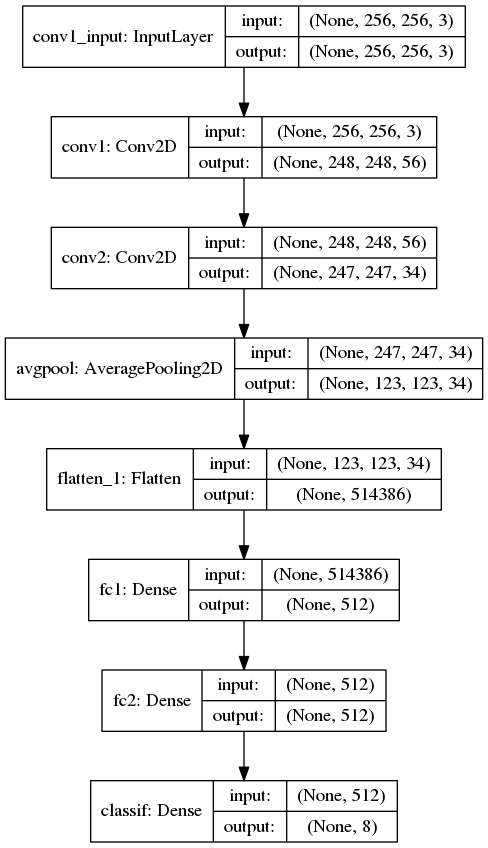 conv1_input: InputLayer
input: (None, 256, 256, 3)
output: (None, 256, 256, 3)
conv1: Conv2D
input: (None, 256, 256, 3)
output: (None, 248, 248, 56)
conv2: Conv2D
input: (None, 248, 248, 56)
output: (None, 247, 247, 34)
avgpool: AveragePooling2D
input: (None, 247, 247, 34)
output: (None, 123, 123, 34)
flatten_1: Flatten
input: (None, 123, 123, 34)
output: (None, 514386)
fc1: Dense
input: (None, 514386)
output: (None, 512)
fc2: Dense
input: (None, 512)
output: (None, 512)
classif: Dense
input: (None, 512)
output: (None, 8)